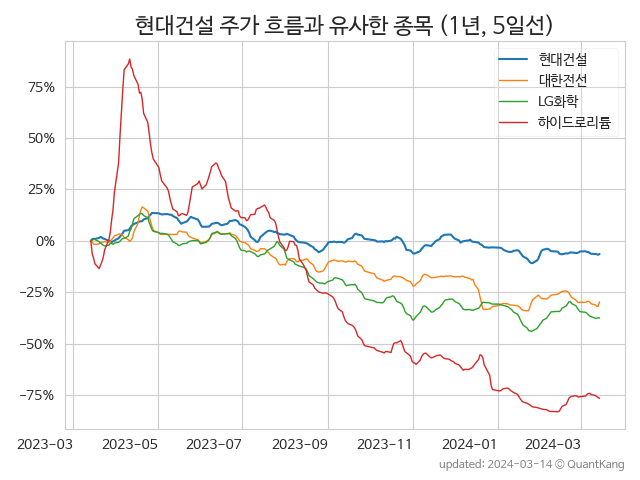 현대건설 주가 흐름과 유사한 종목 (1년, 5일선)
현대건설
대한전선
LG화학
하이드로리튬
75%
50%
25%
0%
−25%
−50%
−75%
2023-03
2023-05
2023-07
2023-09
2023-11
2024-01
2024-03
updated: 2024-03-14 © QuantKang